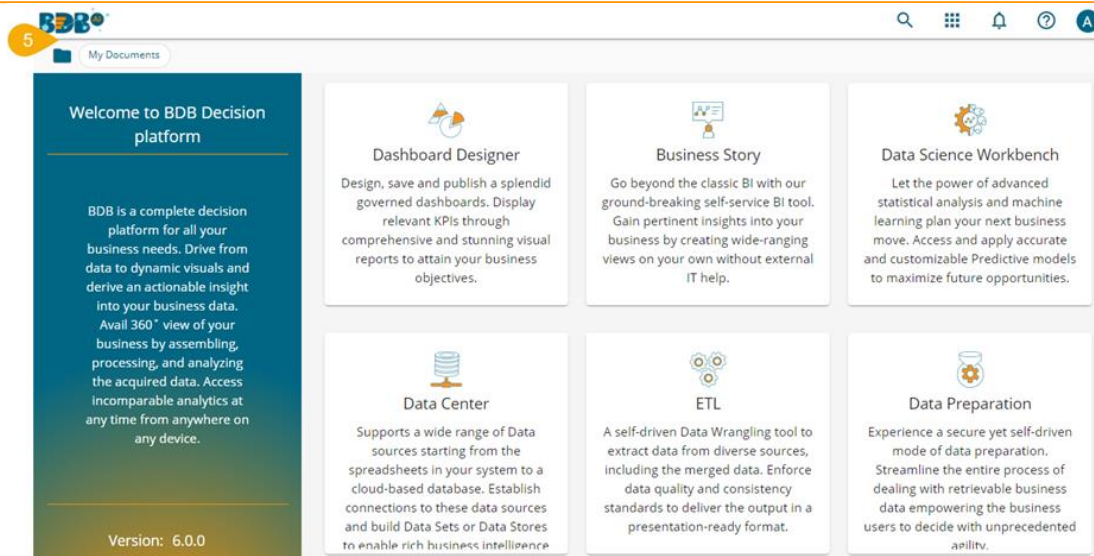 BDB
5
My Documents
A
Welcome to BDB Decision
platform
BDB is a complete decision
platform for all your
business needs. Drive from
data to dynamic visuals and
derive an actionable insight
into your business data.
Avail 360˚ view of your
business by assembling,
processing, and analyzing
the acquired data. Access
incomparable analytics at
any time from anywhere on
any device.
Version: 6.0.0
Dashboard Designer
Design, save and publish a splendid
governed dashboards. Display
relevant KPIs through
comprehensive and stunning visual
reports to attain your business
objectives.
Business Story
Go beyond the classic BI with our
ground-breaking self-service BI tool.
Gain pertinent insights into your
business by creating wide-ranging
views on your own without external
IT help.
Data Science Workbench
Let the power of advanced
statistical analysis and machine
learning plan your next business
move. Access and apply accurate
and customizable Predictive models
to maximize future opportunities.
Data Center
Supports a wide range of Data
sources starting from the
spreadsheets in your system to a
cloud-based database. Establish
connections to these data sources
and build Data Sets or Data Stores
to enable rich business intelligence
ETL
A self-driven Data Wrangling tool to
extract data from diverse sources,
including the merged data. Enforce
data quality and consistency
standards to deliver the output in a
presentation-ready format.
Data Preparation
Experience a secure yet self-driven
mode of data preparation.
Streamline the entire process of
dealing with retrievable business
data empowering the business
users to decide with unprecedented
agility.